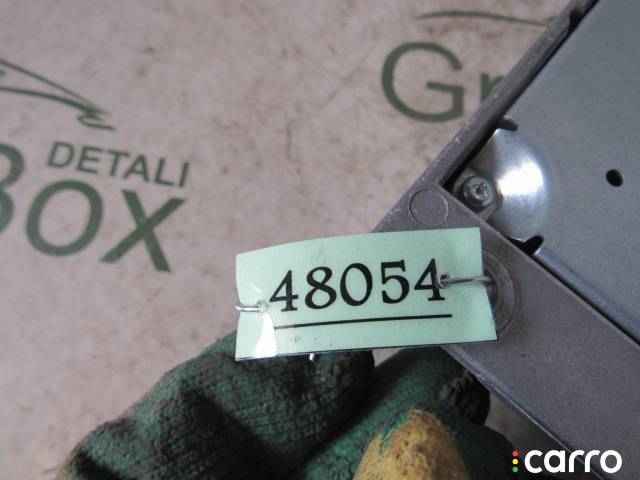 Gr
DETALI
Box
48054
carro